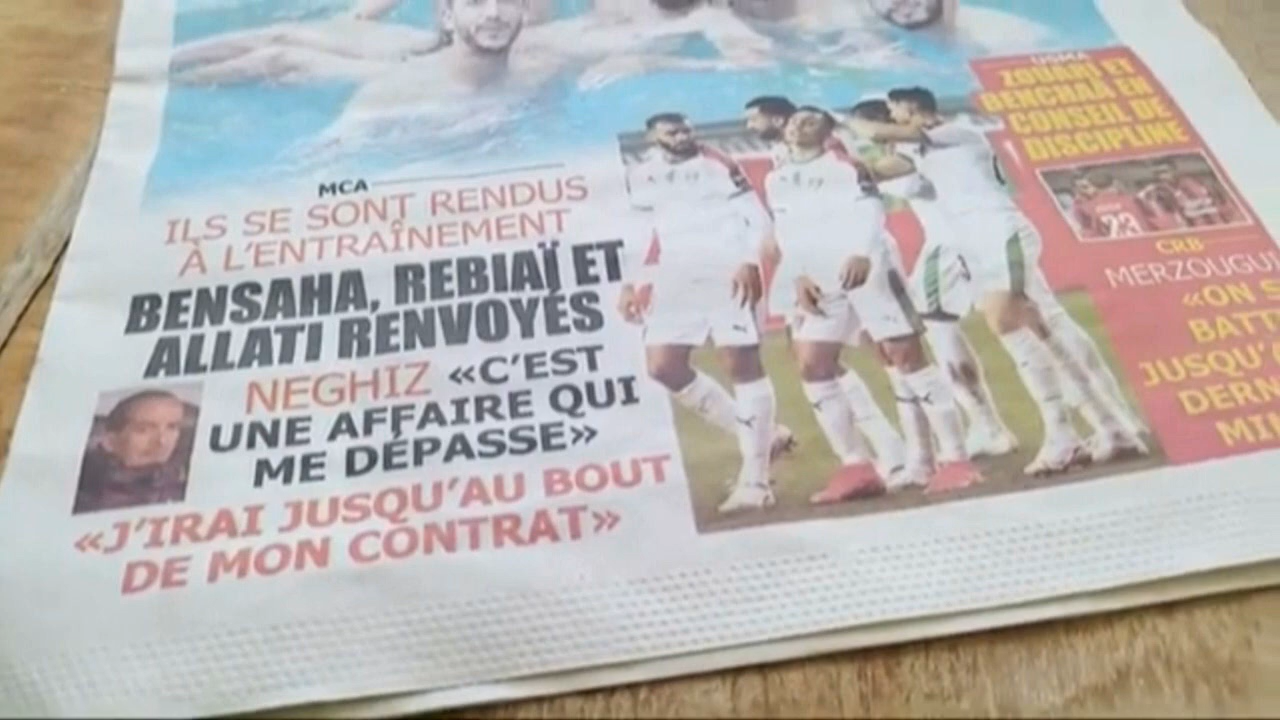 MCA
ILS SE SONT RENDUS
À L'ENTRAÎNEMENT
BENSAHA, REBIAÏ ET
ALLATI RENVOYÉS
NEGHIZ «C'EST
UNE AFFAIRE QUI
ME DÉPASSE»
«J'IRAI JUSQU'AU BOUT
DE MON CONTRAT»
USMA
ZOUARI ET
BENCHAA EN
CONSEIL DE
DISCIPLINE
CRB
MERZOUGUI
«ON S
BATT
JUSQU'
DERN
MI